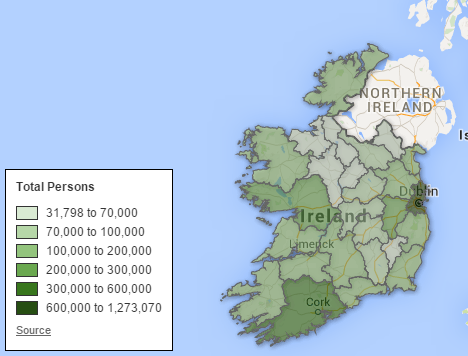 NORTHERN
IRELAND
Is
Dublin
Ireland
Limerick
Cork
Total Persons
31,798 to 70,000
70,000 to 100,000
100,000 to 200,000
200,000 to 300,000
300,000 to 600,000
600,000 to 1,273,070
Source